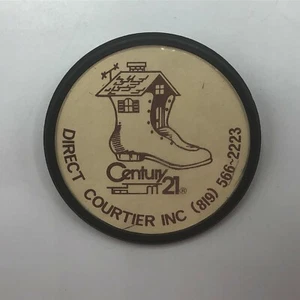 Century
21®
DIRECT COURTIER INC (819) 566-2223